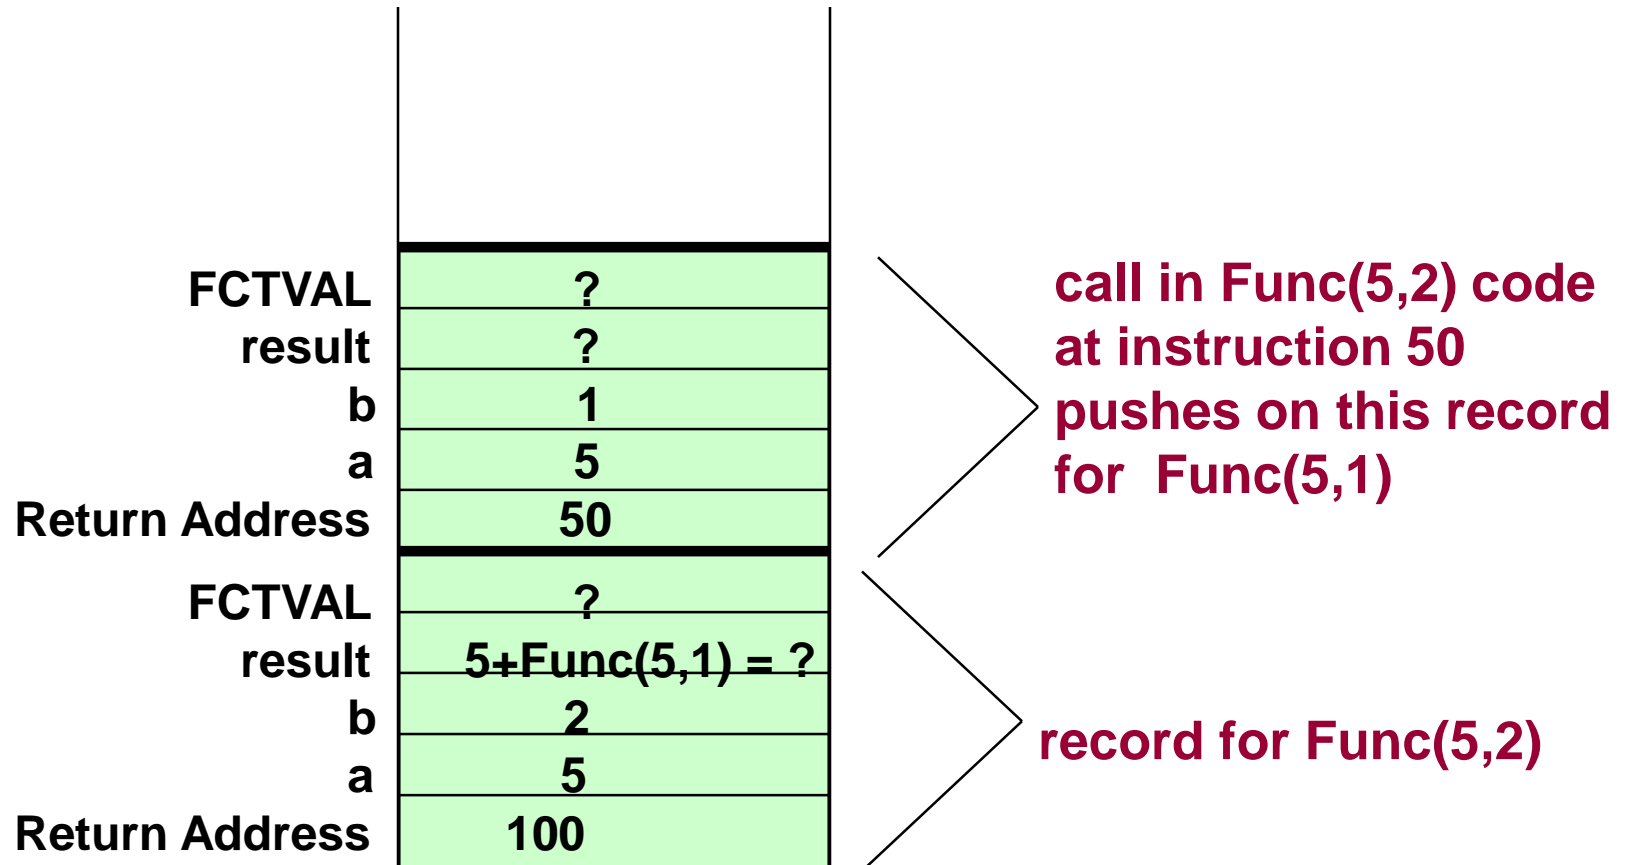 FCTVAL ?
result ?
b 1
a 5
Return Address 50
call in Func(5,2) code
at instruction 50
pushes on this record
for Func(5,1)
FCTVAL ?
result 5+Func(5,1) = ?
b 2
a 5
Return Address 100
record for Func(5,2)